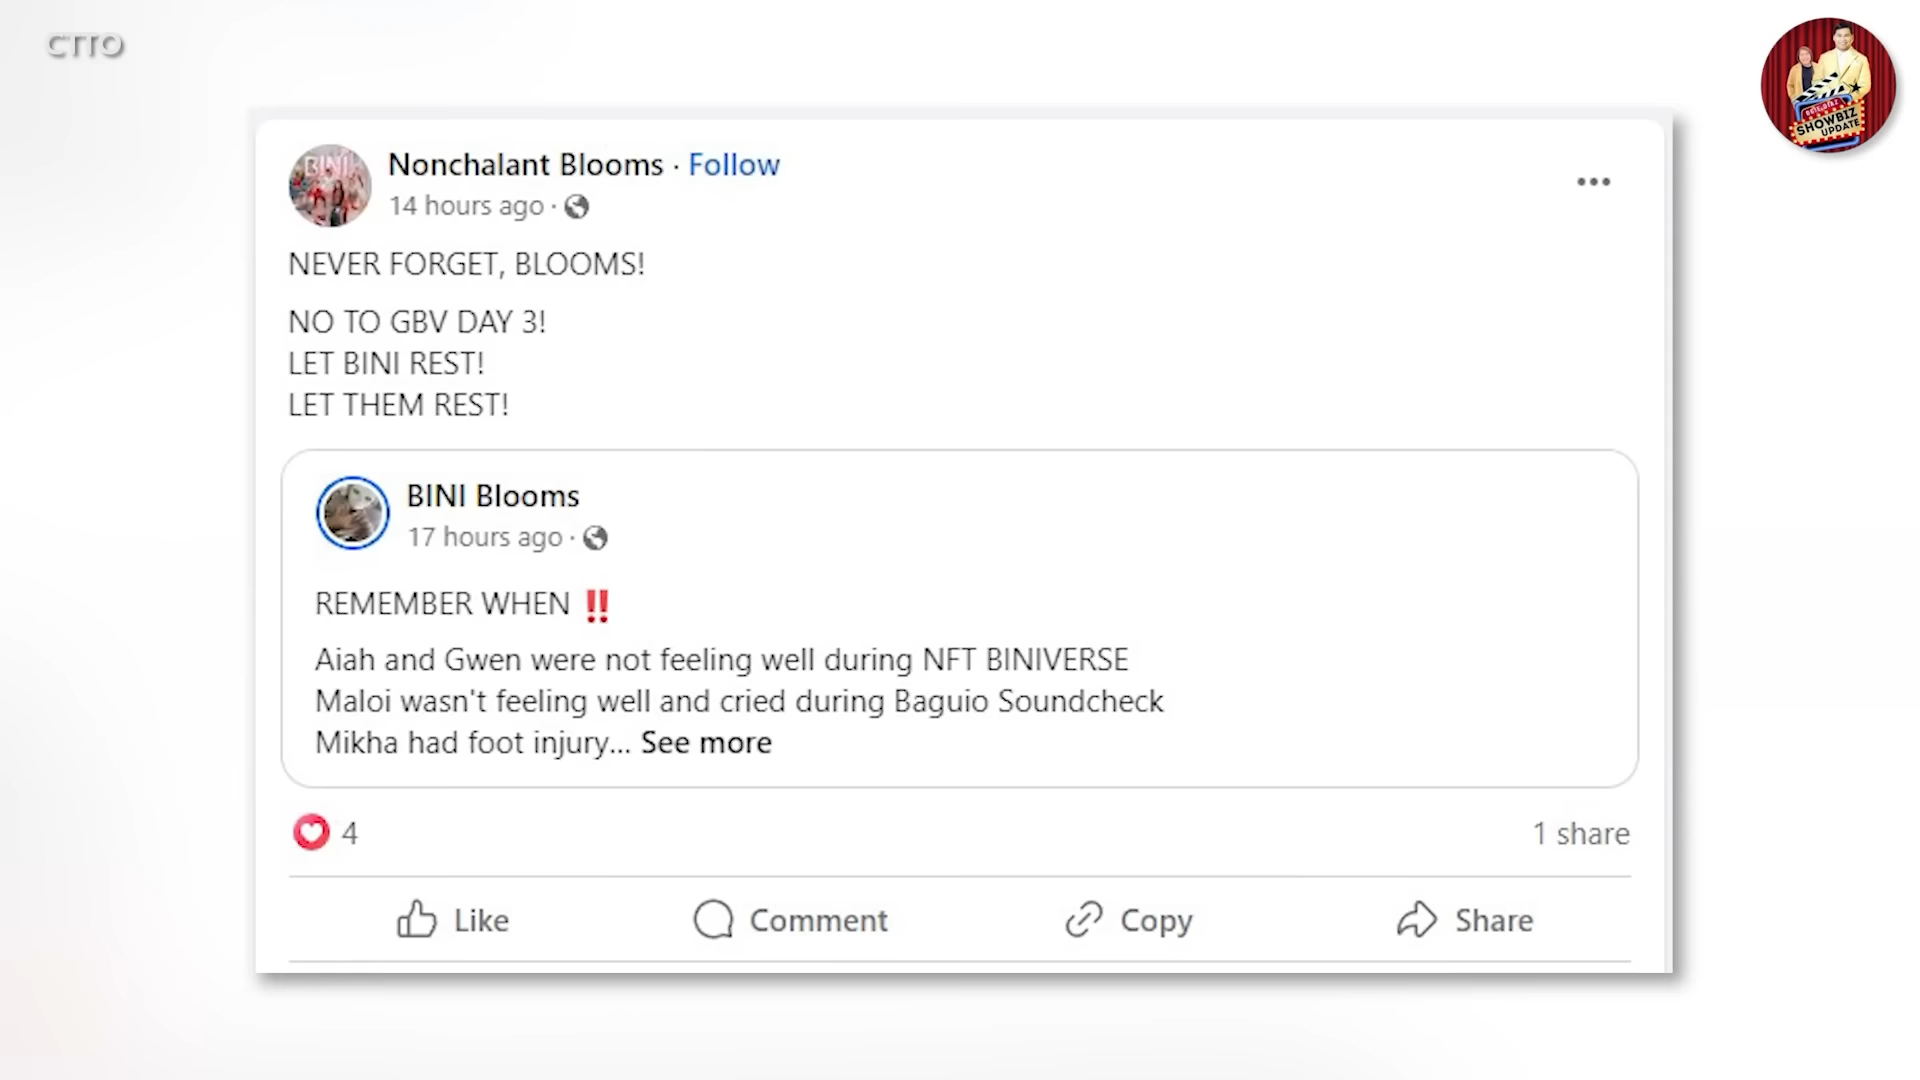 CTTO
SHOWBIZ
UPDATE
BINI
Nonchalant Blooms · Follow
14 hours ago ·
NEVER FORGET, BLOOMS!
NO TO GBV DAY 3!
LET BINI REST!
LET THEM REST!
BINI Blooms
17 hours ago ·
REMEMBER WHEN ‼️
Aiah and Gwen were not feeling well during NFT BINIVERSE
Maloi wasn't feeling well and cried during Baguio Soundcheck
Mikha had foot injury... See more
4
1 share
Like
Comment
Copy
Share